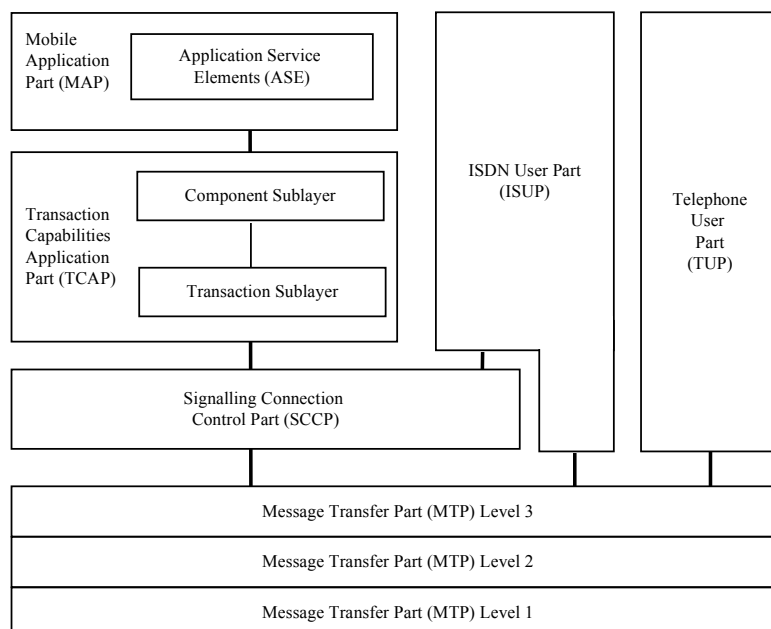 Mobile
Application
Part (MAP)
Application Service
Elements (ASE)
Transaction
Capabilities
Application
Part (TCAP)
Component Sublayer
Transaction Sublayer
ISDN User Part
(ISUP)
Telephone
User
Part
(TUP)
Signalling Connection
Control Part (SCCP)
Message Transfer Part (MTP) Level 3
Message Transfer Part (MTP) Level 2
Message Transfer Part (MTP) Level 1